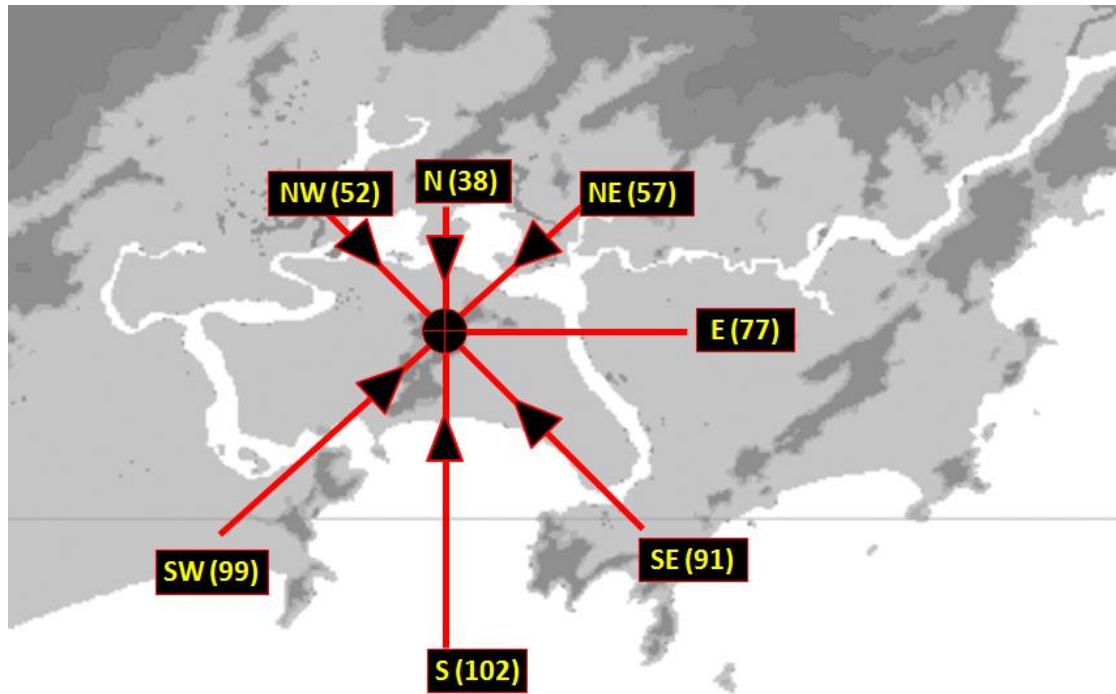 NW (52)
N (38)
NE (57)
E (77)
SW (99)
SE (91)
S (102)